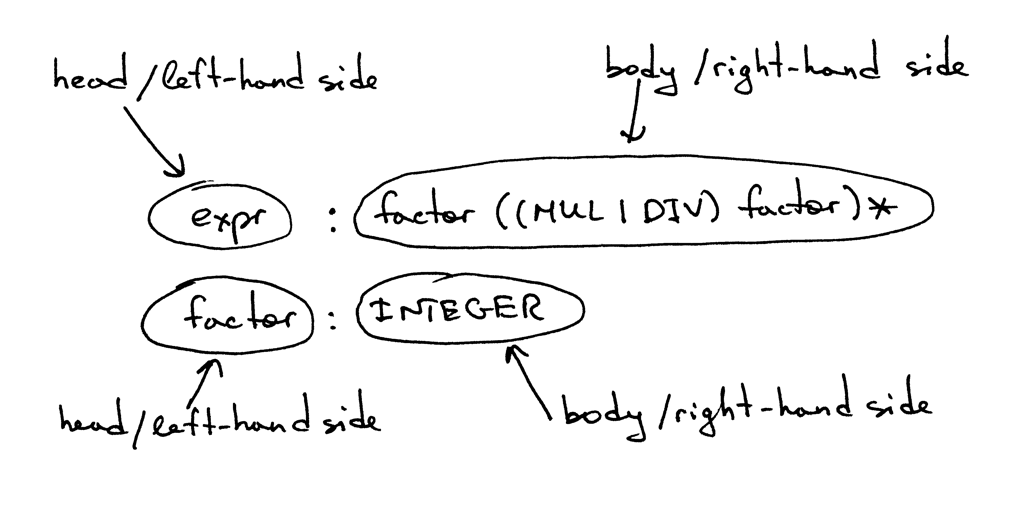 head/left-hand side
body/right-hand side
expr : factor ((MUL | DIV) factor)*
factor : INTEGER
head/left-hand side
body/right-hand side